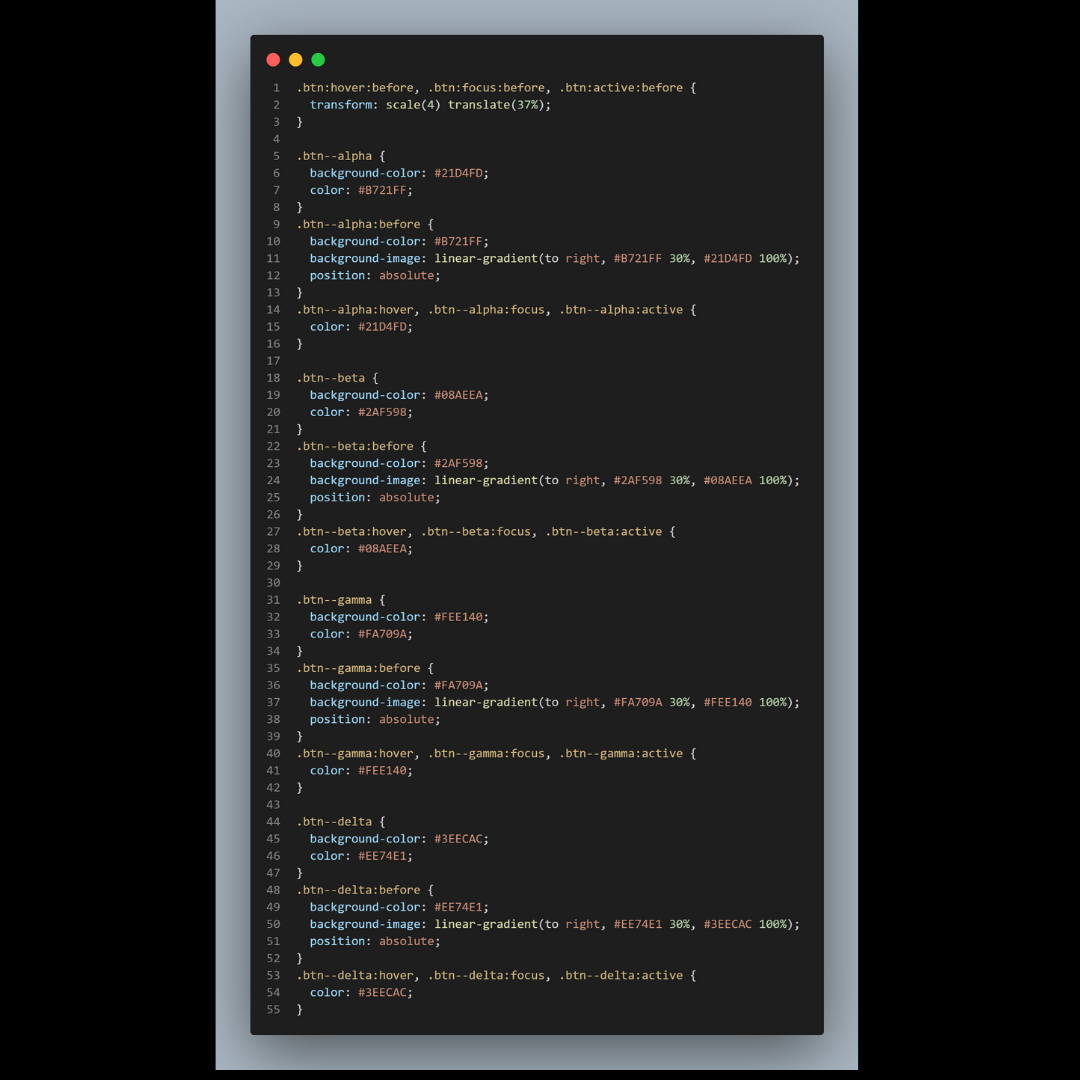 1 .btn:hover:before, .btn:focus:before, .btn:active:before {
2   transform: scale(4) translate(37%);
3 }
4
5 .btn--alpha {
6   background-color: #21D4FD;
7   color: #B721FF;
8 }
9 .btn--alpha:before {
10   background-color: #B721FF;
11   background-image: linear-gradient(to right, #B721FF 30%, #21D4FD 100%);
12   position: absolute;
13 }
14 .btn--alpha:hover, .btn--alpha:focus, .btn--alpha:active {
15   color: #21D4FD;
16 }
17
18 .btn--beta {
19   background-color: #08AEEA;
20   color: #2AF598;
21 }
22 .btn--beta:before {
23   background-color: #2AF598;
24   background-image: linear-gradient(to right, #2AF598 30%, #08AEEA 100%);
25   position: absolute;
26 }
27 .btn--beta:hover, .btn--beta:focus, .btn--beta:active {
28   color: #08AEEA;
29 }
30
31 .btn--gamma {
32   background-color: #FEE140;
33   color: #FA709A;
34 }
35 .btn--gamma:before {
36   background-color: #FA709A;
37   background-image: linear-gradient(to right, #FA709A 30%, #FEE140 100%);
38   position: absolute;
39 }
40 .btn--gamma:hover, .btn--gamma:focus, .btn--gamma:active {
41   color: #FEE140;
42 }
43
44 .btn--delta {
45   background-color: #3EECAC;
46   color: #EE74E1;
47 }
48 .btn--delta:before {
49   background-color: #EE74E1;
50   background-image: linear-gradient(to right, #EE74E1 30%, #3EECAC 100%);
51   position: absolute;
52 }
53 .btn--delta:hover, .btn--delta:focus, .btn--delta:active {
54   color: #3EECAC;
55 }